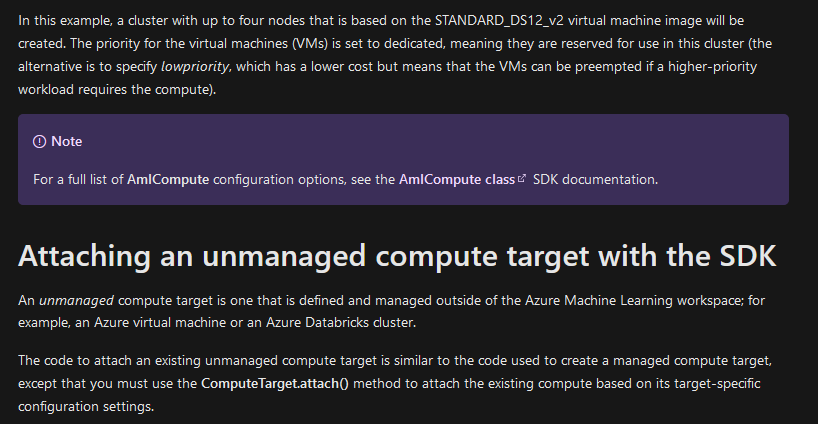 In this example, a cluster with up to four nodes that is based on the STANDARD_DS12_v2 virtual machine image will be
created. The priority for the virtual machines (VMs) is set to dedicated, meaning they are reserved for use in this cluster (the
alternative is to specify lowpriority, which has a lower cost but means that the VMs can be preempted if a higher-priority
workload requires the compute).
Note
For a full list of AmlCompute configuration options, see the AmlCompute class SDK documentation.
Attaching an unmanaged compute target with the SDK
An unmanaged compute target is one that is defined and managed outside of the Azure Machine Learning workspace; for
example, an Azure virtual machine or an Azure Databricks cluster.
The code to attach an existing unmanaged compute target is similar to the code used to create a managed compute target,
except that you must use the ComputeTarget.attach() method to attach the existing compute based on its target-specific
configuration settings.